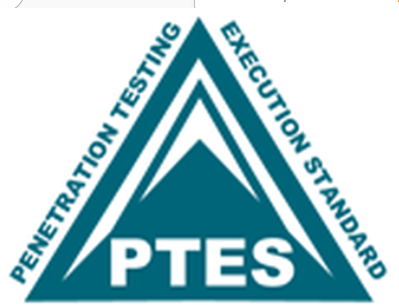 PENETRATION TESTING
EXECUTION STANDARD
PTES